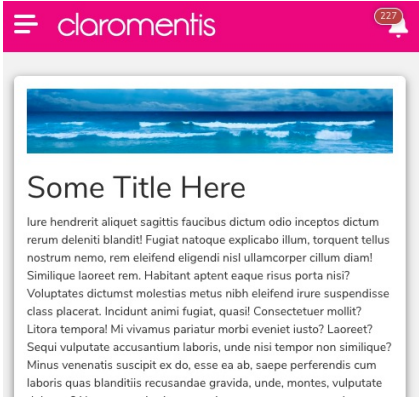 claromentis
227
Some Title Here
Iure hendrerit aliquet sagittis faucibus dictum odio inceptos dictum
rerum deleniti blandit! Fugiat natoque explicabo illum, torquent tellus
nostrum nemo, rem eleifend eligendi nisl ullamcorper cillum diam!
Similique laoreet rem. Habitant aptent eaque risus porta nisi?
Voluptates dictumst molestias metus nibh eleifend irure suspendisse
class placerat. Incidunt animi fugiat, quasi! Consectetuer mollit?
Litora tempora! Mi vivamus pariatur morbi eveniet iusto? Laoreet?
Sequi vulputate accusantium laboris, unde nisi tempor non similique?
Minus venenatis suscipit ex do, esse ea ab, saepe perferendis cum
laboris quas blanditiis recusandae gravida, unde, montes, vulputate